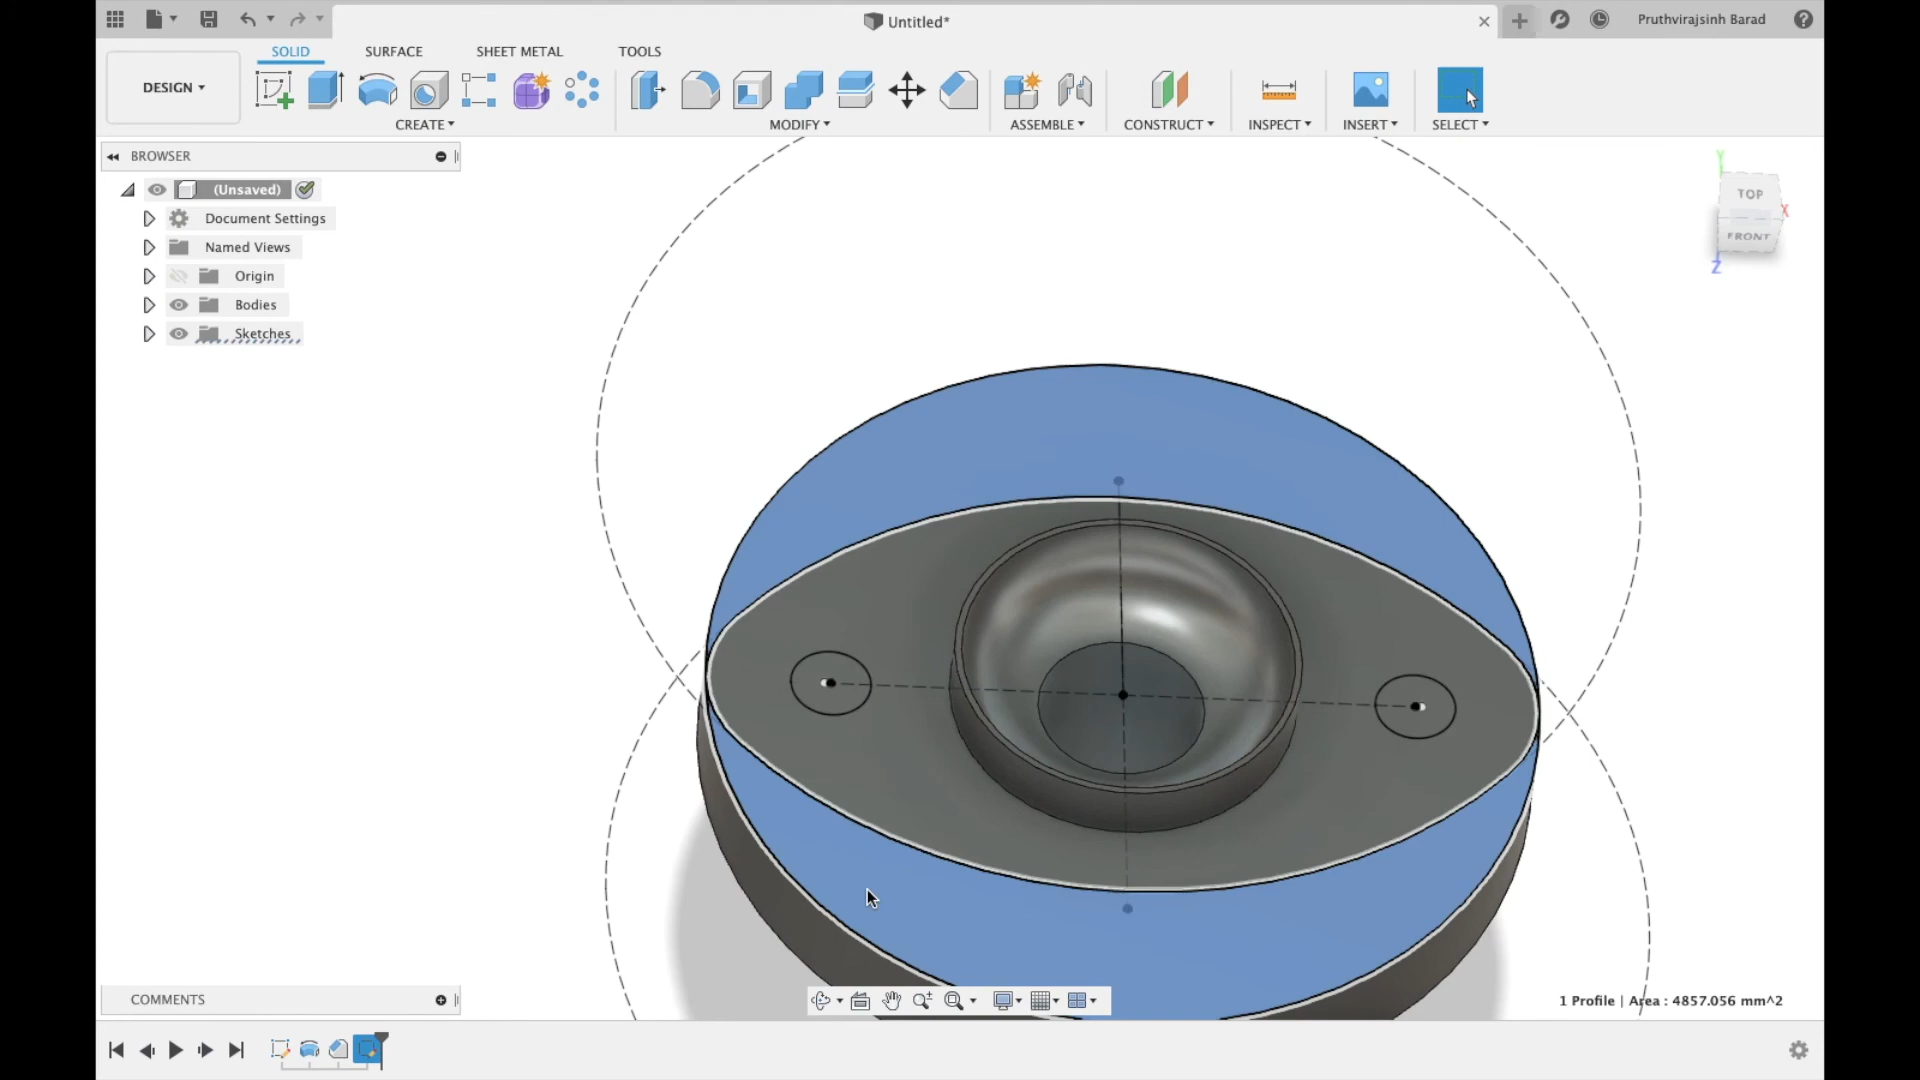 Untitled*
Pruthvirajsinh Barad
SOLID
SURFACE
SHEET METAL
TOOLS
DESIGN
CREATE
MODIFY
ASSEMBLE
CONSTRUCT
INSPECT
INSERT
SELECT
BROWSER
(Unsaved)
Document Settings
Named Views
Origin
Bodies
Sketches
Y
TOP
X
FRONT
Z
COMMENTS
1 Profile | Area : 4857.056 mm^2